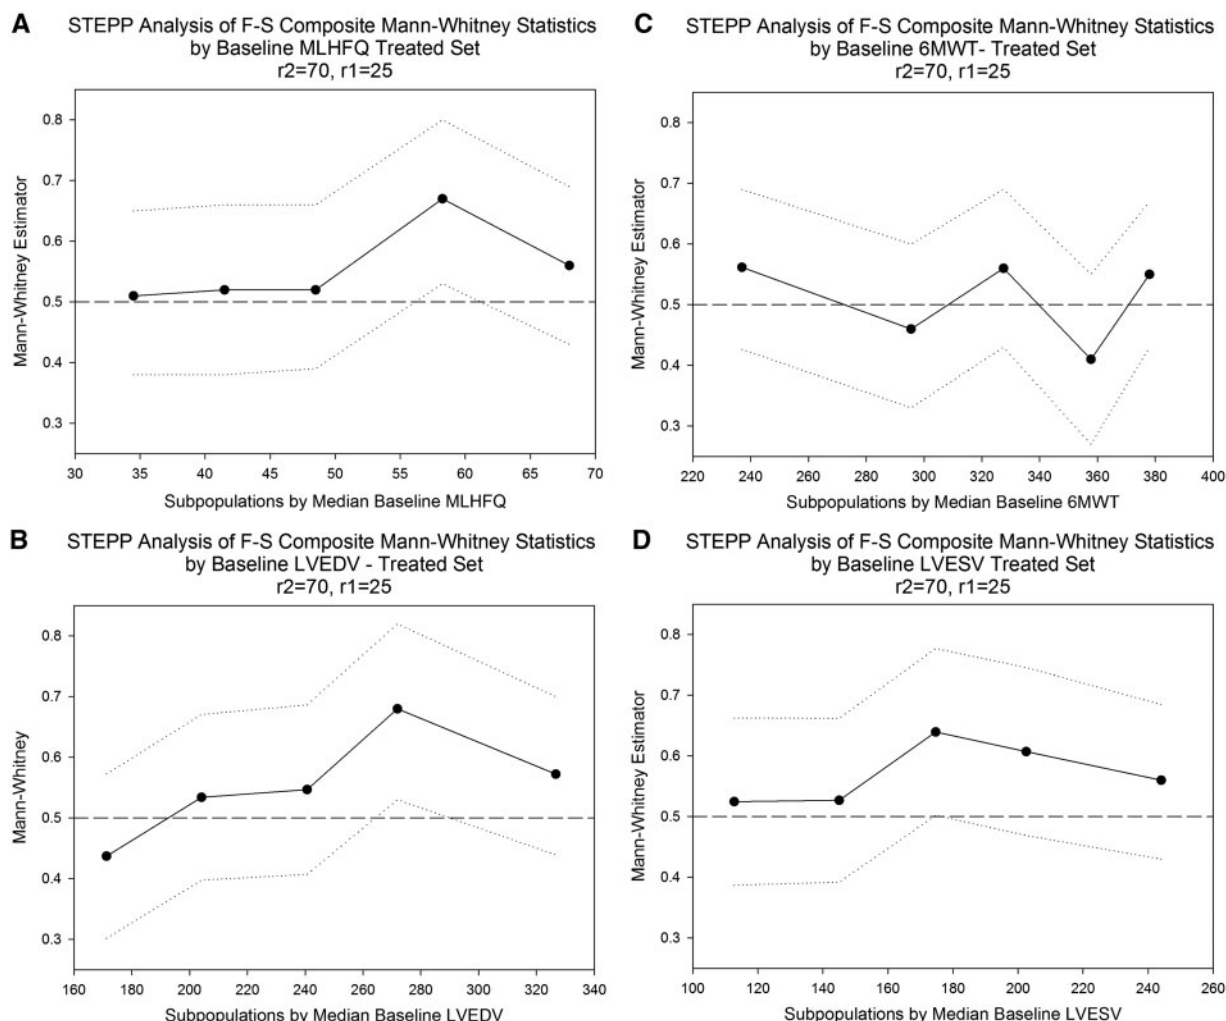 A
STEPP Analysis of F-S Composite Mann-Whitney Statistics
by Baseline MLHFQ Treated Set
r2=70, r1=25
Mann-Whitney Estimator
0.8
0.7
0.6
0.5
0.4
0.3
30 35 40 45 50 55 60 65 70
Subpopulations by Median Baseline MLHFQ
C
STEPP Analysis of F-S Composite Mann-Whitney Statistics
by Baseline 6MWT- Treated Set
r2=70, r1=25
Mann-Whitney Estimator
0.8
0.7
0.6
0.5
0.4
0.3
220 240 260 280 300 320 340 360 380 400
Subpopulations by Median Baseline 6MWT
B
STEPP Analysis of F-S Composite Mann-Whitney Statistics
by Baseline LVEDV - Treated Set
r2=70, r1=25
Mann-Whitney
0.8
0.7
0.6
0.5
0.4
0.3
160 180 200 220 240 260 280 300 320 340
Subpopulations by Median Baseline LVEDV
D
STEPP Analysis of F-S Composite Mann-Whitney Statistics
by Baseline LVESV Treated Set
r2=70, r1=25
Mann-Whitney Estimator
0.8
0.7
0.6
0.5
0.4
0.3
100 120 140 160 180 200 220 240 260
Subpopulations by Median Baseline LVESV